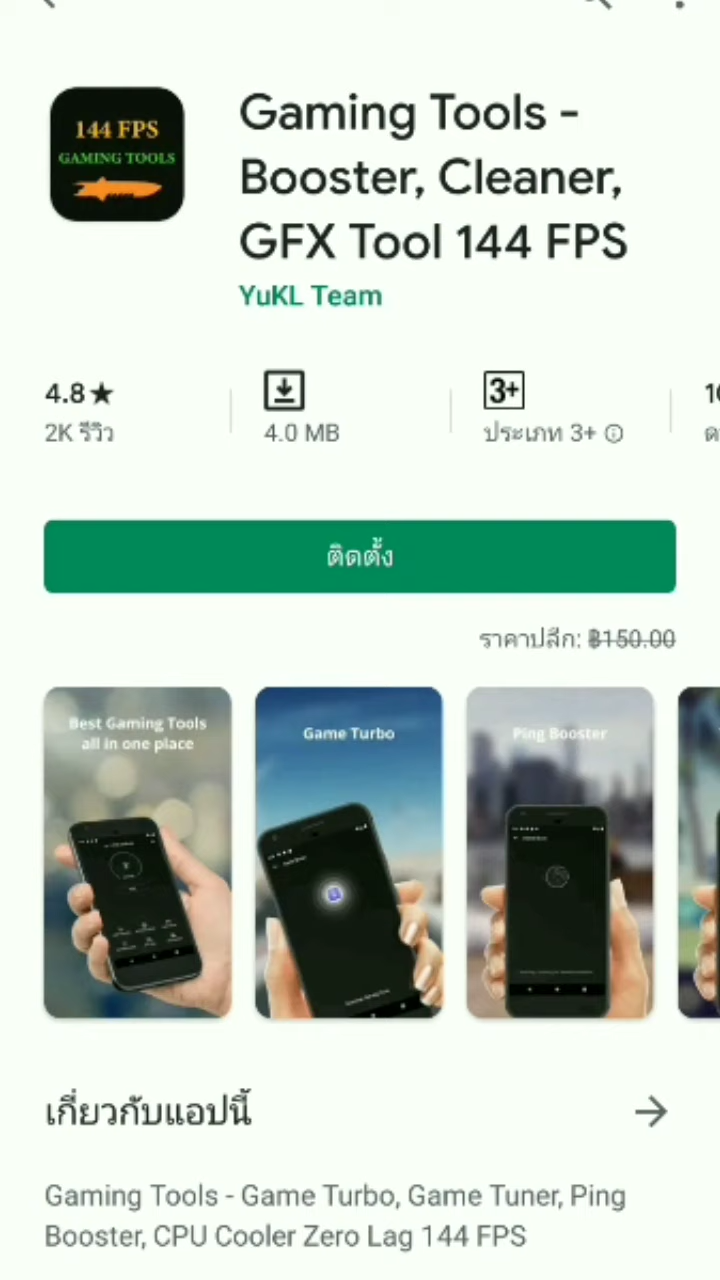 144 FPS
GAMING TOOLS
Gaming Tools -
Booster, Cleaner,
GFX Tool 144 FPS
YuKL Team
4.8★
2K รีวิว
4.0 MB
3+
ประเภท 3+
ติดตั้ง
ราคาปลีก: ฿150.00
Best Gaming Tools
all in one place
Game Turbo
Ping Booster
เกี่ยวกับแอปนี้
Gaming Tools - Game Turbo, Game Tuner, Ping
Booster, CPU Cooler Zero Lag 144 FPS